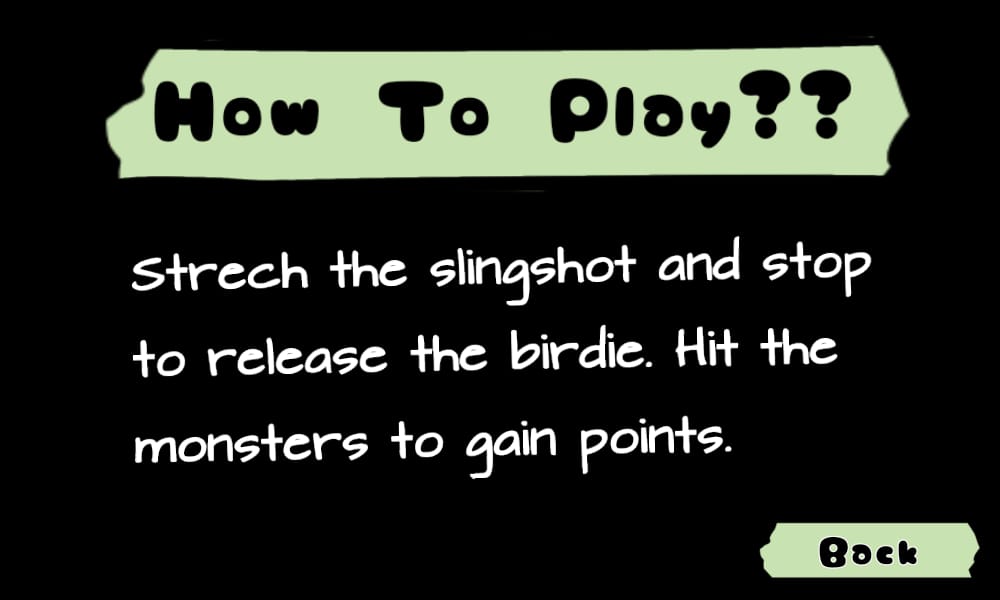 How To Play??
Strech the slingshot and stop
to release the birdie. Hit the
monsters to gain points.
Back